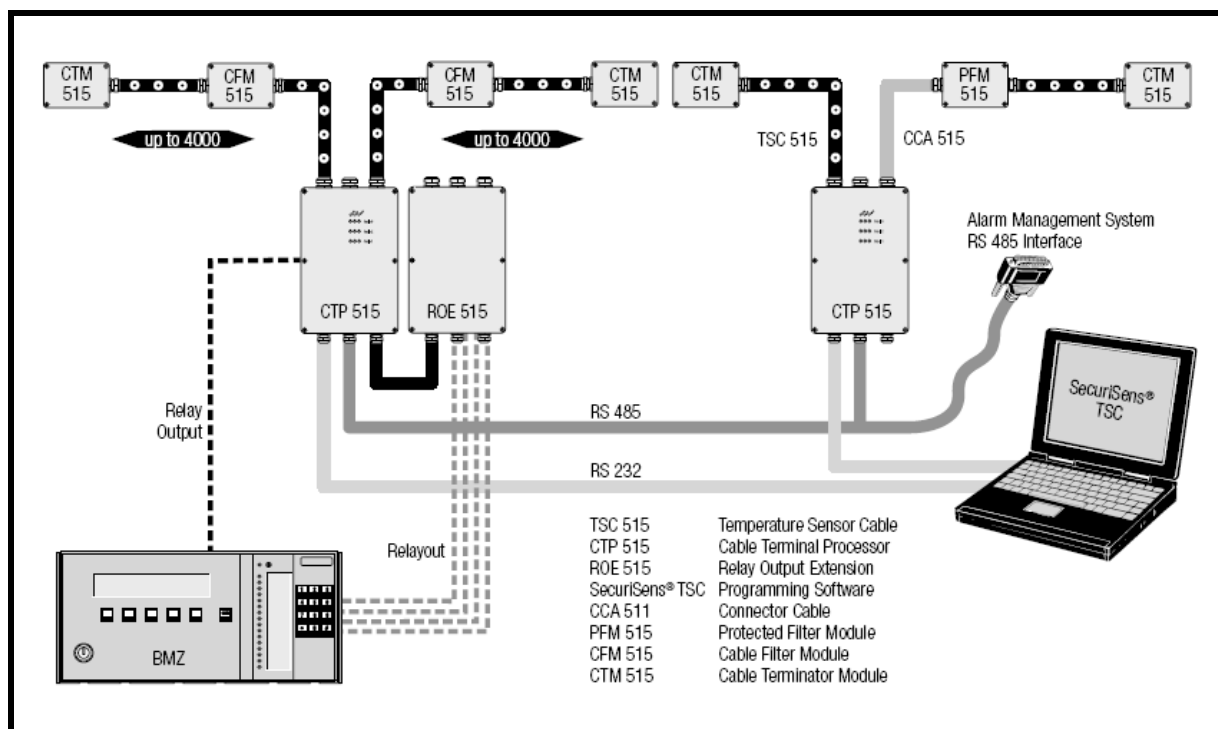 CTM
515
CFM
515
CFM
515
CTM
515
CTM
515
PFM
515
CTM
515
up to 4000
up to 4000
TSC 515
CCA 515
Alarm Management System
RS 485 Interface
CTP 515
ROE 515
CTP 515
SecuriSens®
TSC
Relay
Output
RS 485
RS 232
Relayout
BMZ
TSC 515 Temperature Sensor Cable
CTP 515 Cable Terminal Processor
ROE 515 Relay Output Extension
SecuriSens® TSC Programming Software
CCA 511 Connector Cable
PFM 515 Protected Filter Module
CFM 515 Cable Filter Module
CTM 515 Cable Terminator Module